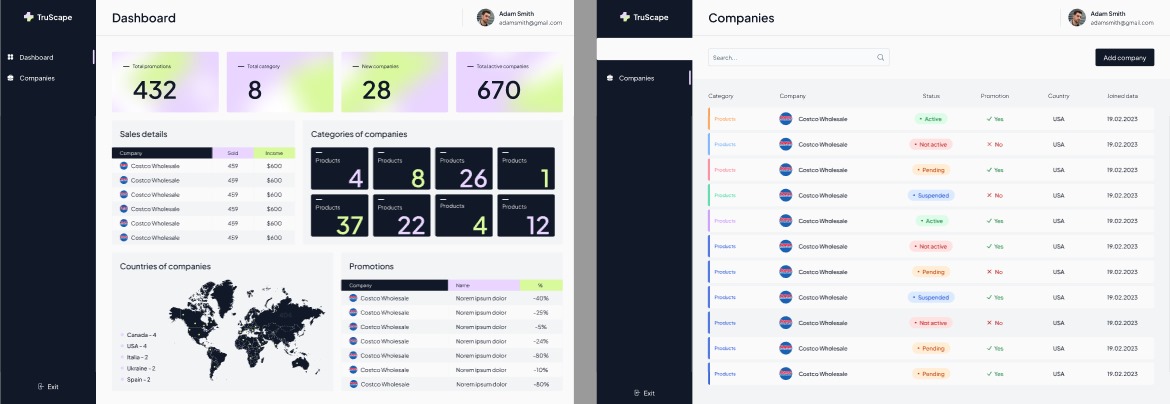 TruScape
Dashboard
Companies
Exit
Dashboard
Adam Smith
adamsmith@gmail.com
Total promotions
432
Total category
8
New companies
28
Total active companies
670
Sales details
Company Sold Income
Costco Wholesale 459 $600
Costco Wholesale 459 $600
Costco Wholesale 459 $600
Costco Wholesale 459 $600
Costco Wholesale 459 $600
Costco Wholesale 459 $600
Categories of companies
Products
4
Products
8
Products
26
Products
1
Products
37
Products
22
Products
4
Products
12
Countries of companies
Canada - 4
USA - 4
Italia - 2
Ukraine - 2
Spain - 2
Promotions
Company Name %
Costco Wholesale Norem ipsum dolor -40%
Costco Wholesale Norem ipsum dolor -25%
Costco Wholesale Norem ipsum dolor -5%
Costco Wholesale Norem ipsum dolor -24%
Costco Wholesale Norem ipsum dolor -80%
Costco Wholesale Norem ipsum dolor -10%
Costco Wholesale Norem ipsum dolor -80%
TruScape
Companies
Exit
Companies
Adam Smith
adamsmith@gmail.com
Search...
Add company
Category Company Status Promotion Country Joined data
Products Costco Wholesale Active Yes USA 19.02.2023
Products Costco Wholesale Not active No USA 19.02.2023
Products Costco Wholesale Pending Yes USA 19.02.2023
Products Costco Wholesale Suspended No USA 19.02.2023
Products Costco Wholesale Active Yes USA 19.02.2023
Products Costco Wholesale Not active Yes USA 19.02.2023
Products Costco Wholesale Pending No USA 19.02.2023
Products Costco Wholesale Suspended Yes USA 19.02.2023
Products Costco Wholesale Not active No USA 19.02.2023
Products Costco Wholesale Pending Yes USA 19.02.2023
Products Costco Wholesale Pending Yes USA 19.02.2023